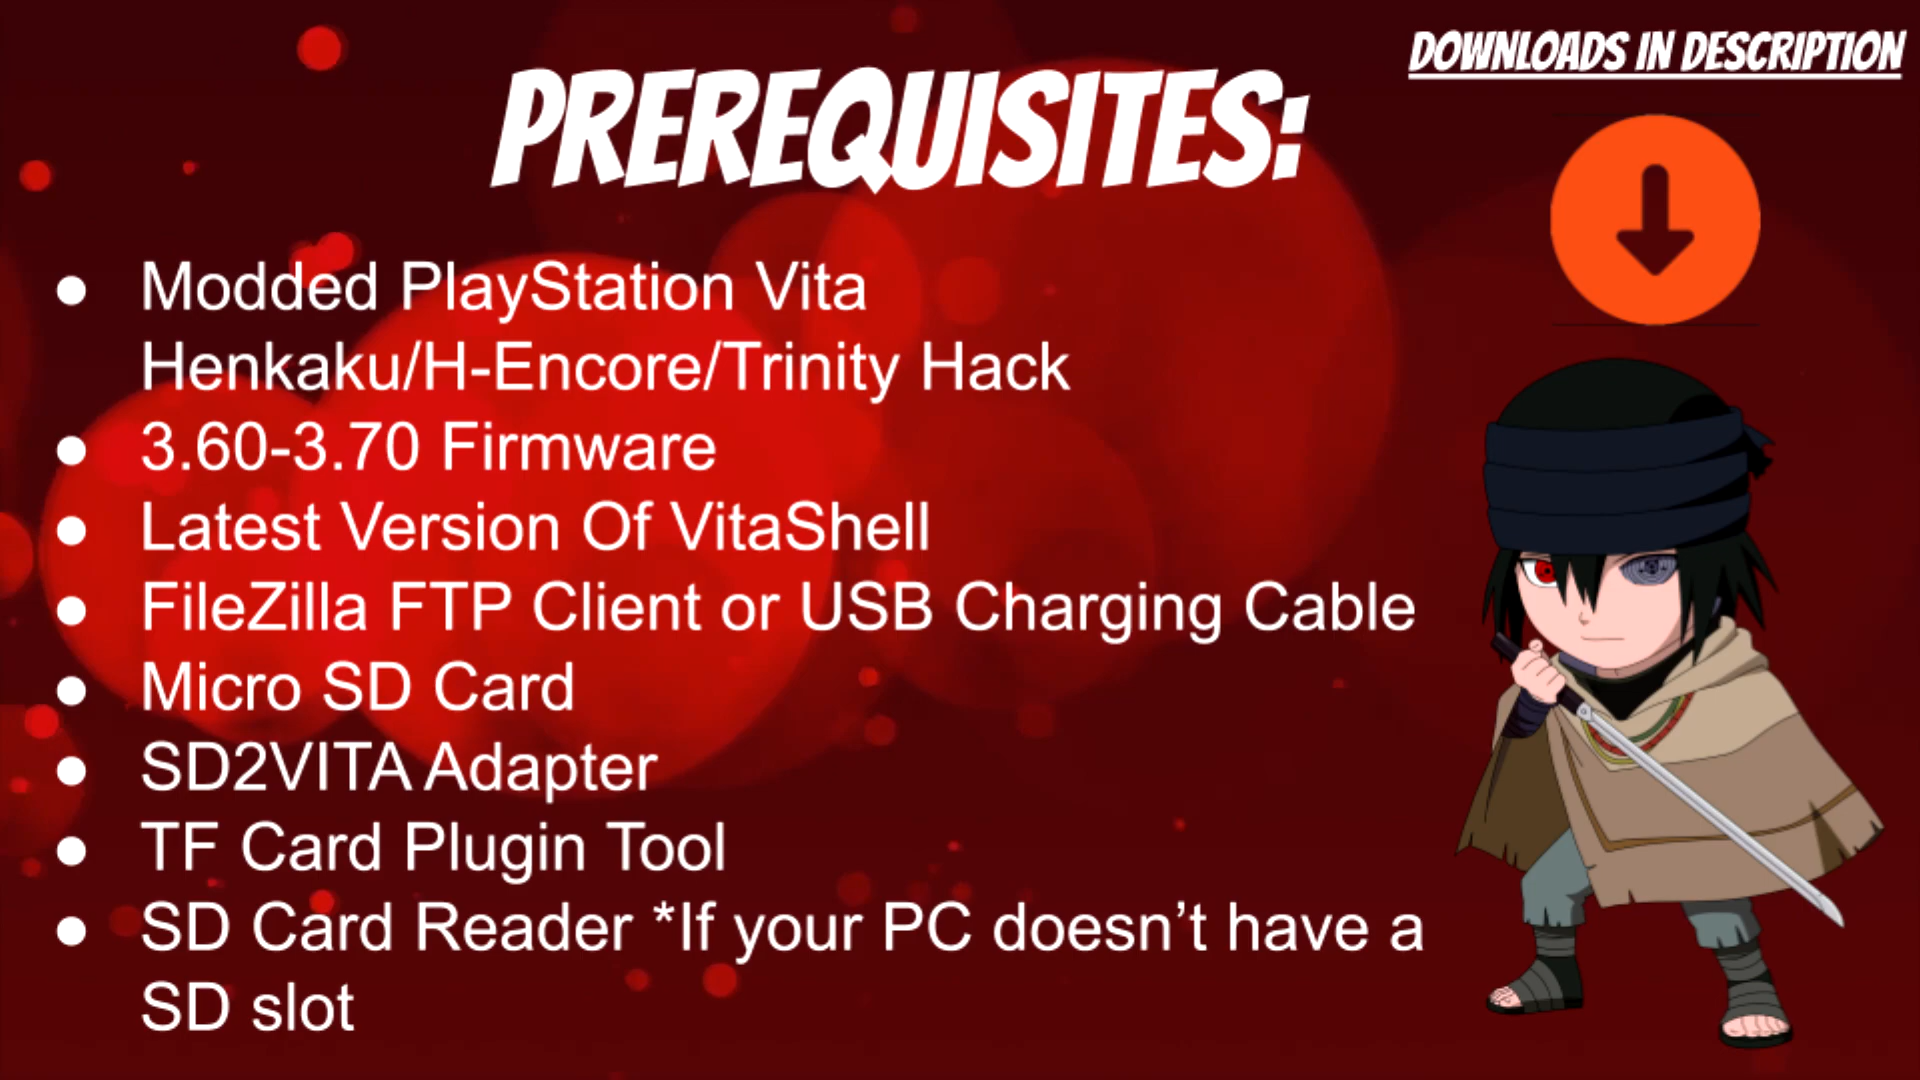 DOWNLOADS IN DESCRIPTION
PREREQUISITES:
● Modded PlayStation Vita
Henkaku/H-Encore/Trinity Hack
● 3.60-3.70 Firmware
● Latest Version Of VitaShell
● FileZilla FTP Client or USB Charging Cable
● Micro SD Card
● SD2VITA Adapter
● TF Card Plugin Tool
● SD Card Reader *If your PC doesn’t have a
SD slot